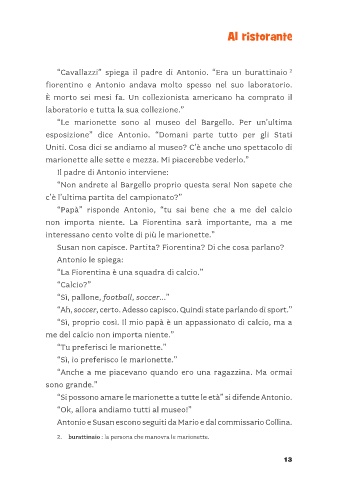 Al ristorante
“Cavallazzi” spiega il padre di Antonio. “Era un burattinaio 2
fiorentino e Antonio andava molto spesso nel suo laboratorio.
È morto sei mesi fa. Un collezionista americano ha comprato il
laboratorio e tutta la sua collezione.”
“Le marionette sono al museo del Bargello. Per un’ultima
esposizione” dice Antonio. “Domani parte tutto per gli Stati
Uniti. Cosa dici se andiamo al museo? C’è anche uno spettacolo di
marionette alle sette e mezza. Mi piacerebbe vederlo.”
Il padre di Antonio interviene:
“Non andrete al Bargello proprio questa sera! Non sapete che
c’è l’ultima partita del campionato?”
“Papà” risponde Antonio, “tu sai bene che a me del calcio
non importa niente. La Fiorentina sarà importante, ma a me
interessano cento volte di più le marionette.”
Susan non capisce. Partita? Fiorentina? Di che cosa parlano?
Antonio le spiega:
“La Fiorentina è una squadra di calcio.”
“Calcio?”
“Sì, pallone, football, soccer...”
“Ah, soccer, certo. Adesso capisco. Quindi state parlando di sport.”
“Sì, proprio così. Il mio papà è un appassionato di calcio, ma a
me del calcio non importa niente.”
“Tu preferisci le marionette.”
“Sì, io preferisco le marionette.”
“Anche a me piacevano quando ero una ragazzina. Ma ormai
sono grande.”
“Si possono amare le marionette a tutte le età” si difende Antonio.
“Ok, allora andiamo tutti al museo!”
Antonio e Susan escono seguiti da Mario e dal commissario Collina.
2. burattinaio : la persona che manovra le marionette.
13